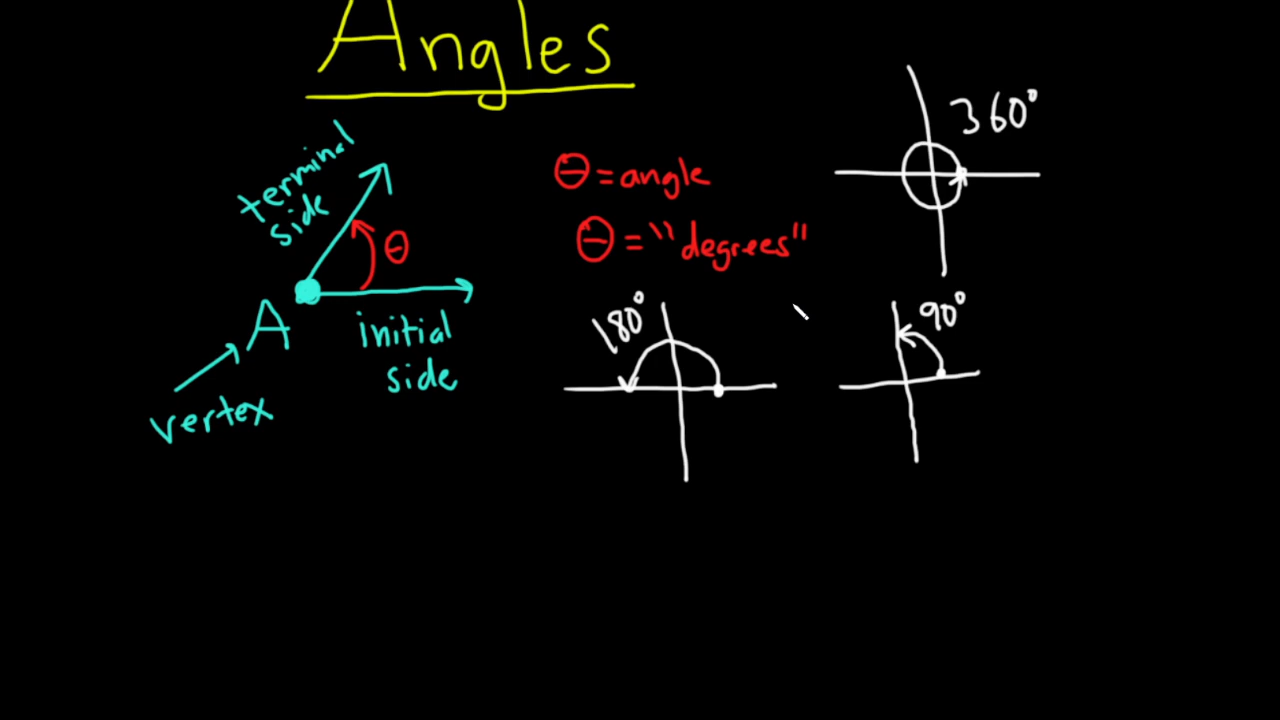 Angles
terminal
side
θ
A
initial
side
vertex
θ = angle
θ = "degrees"
360°
180°
90°